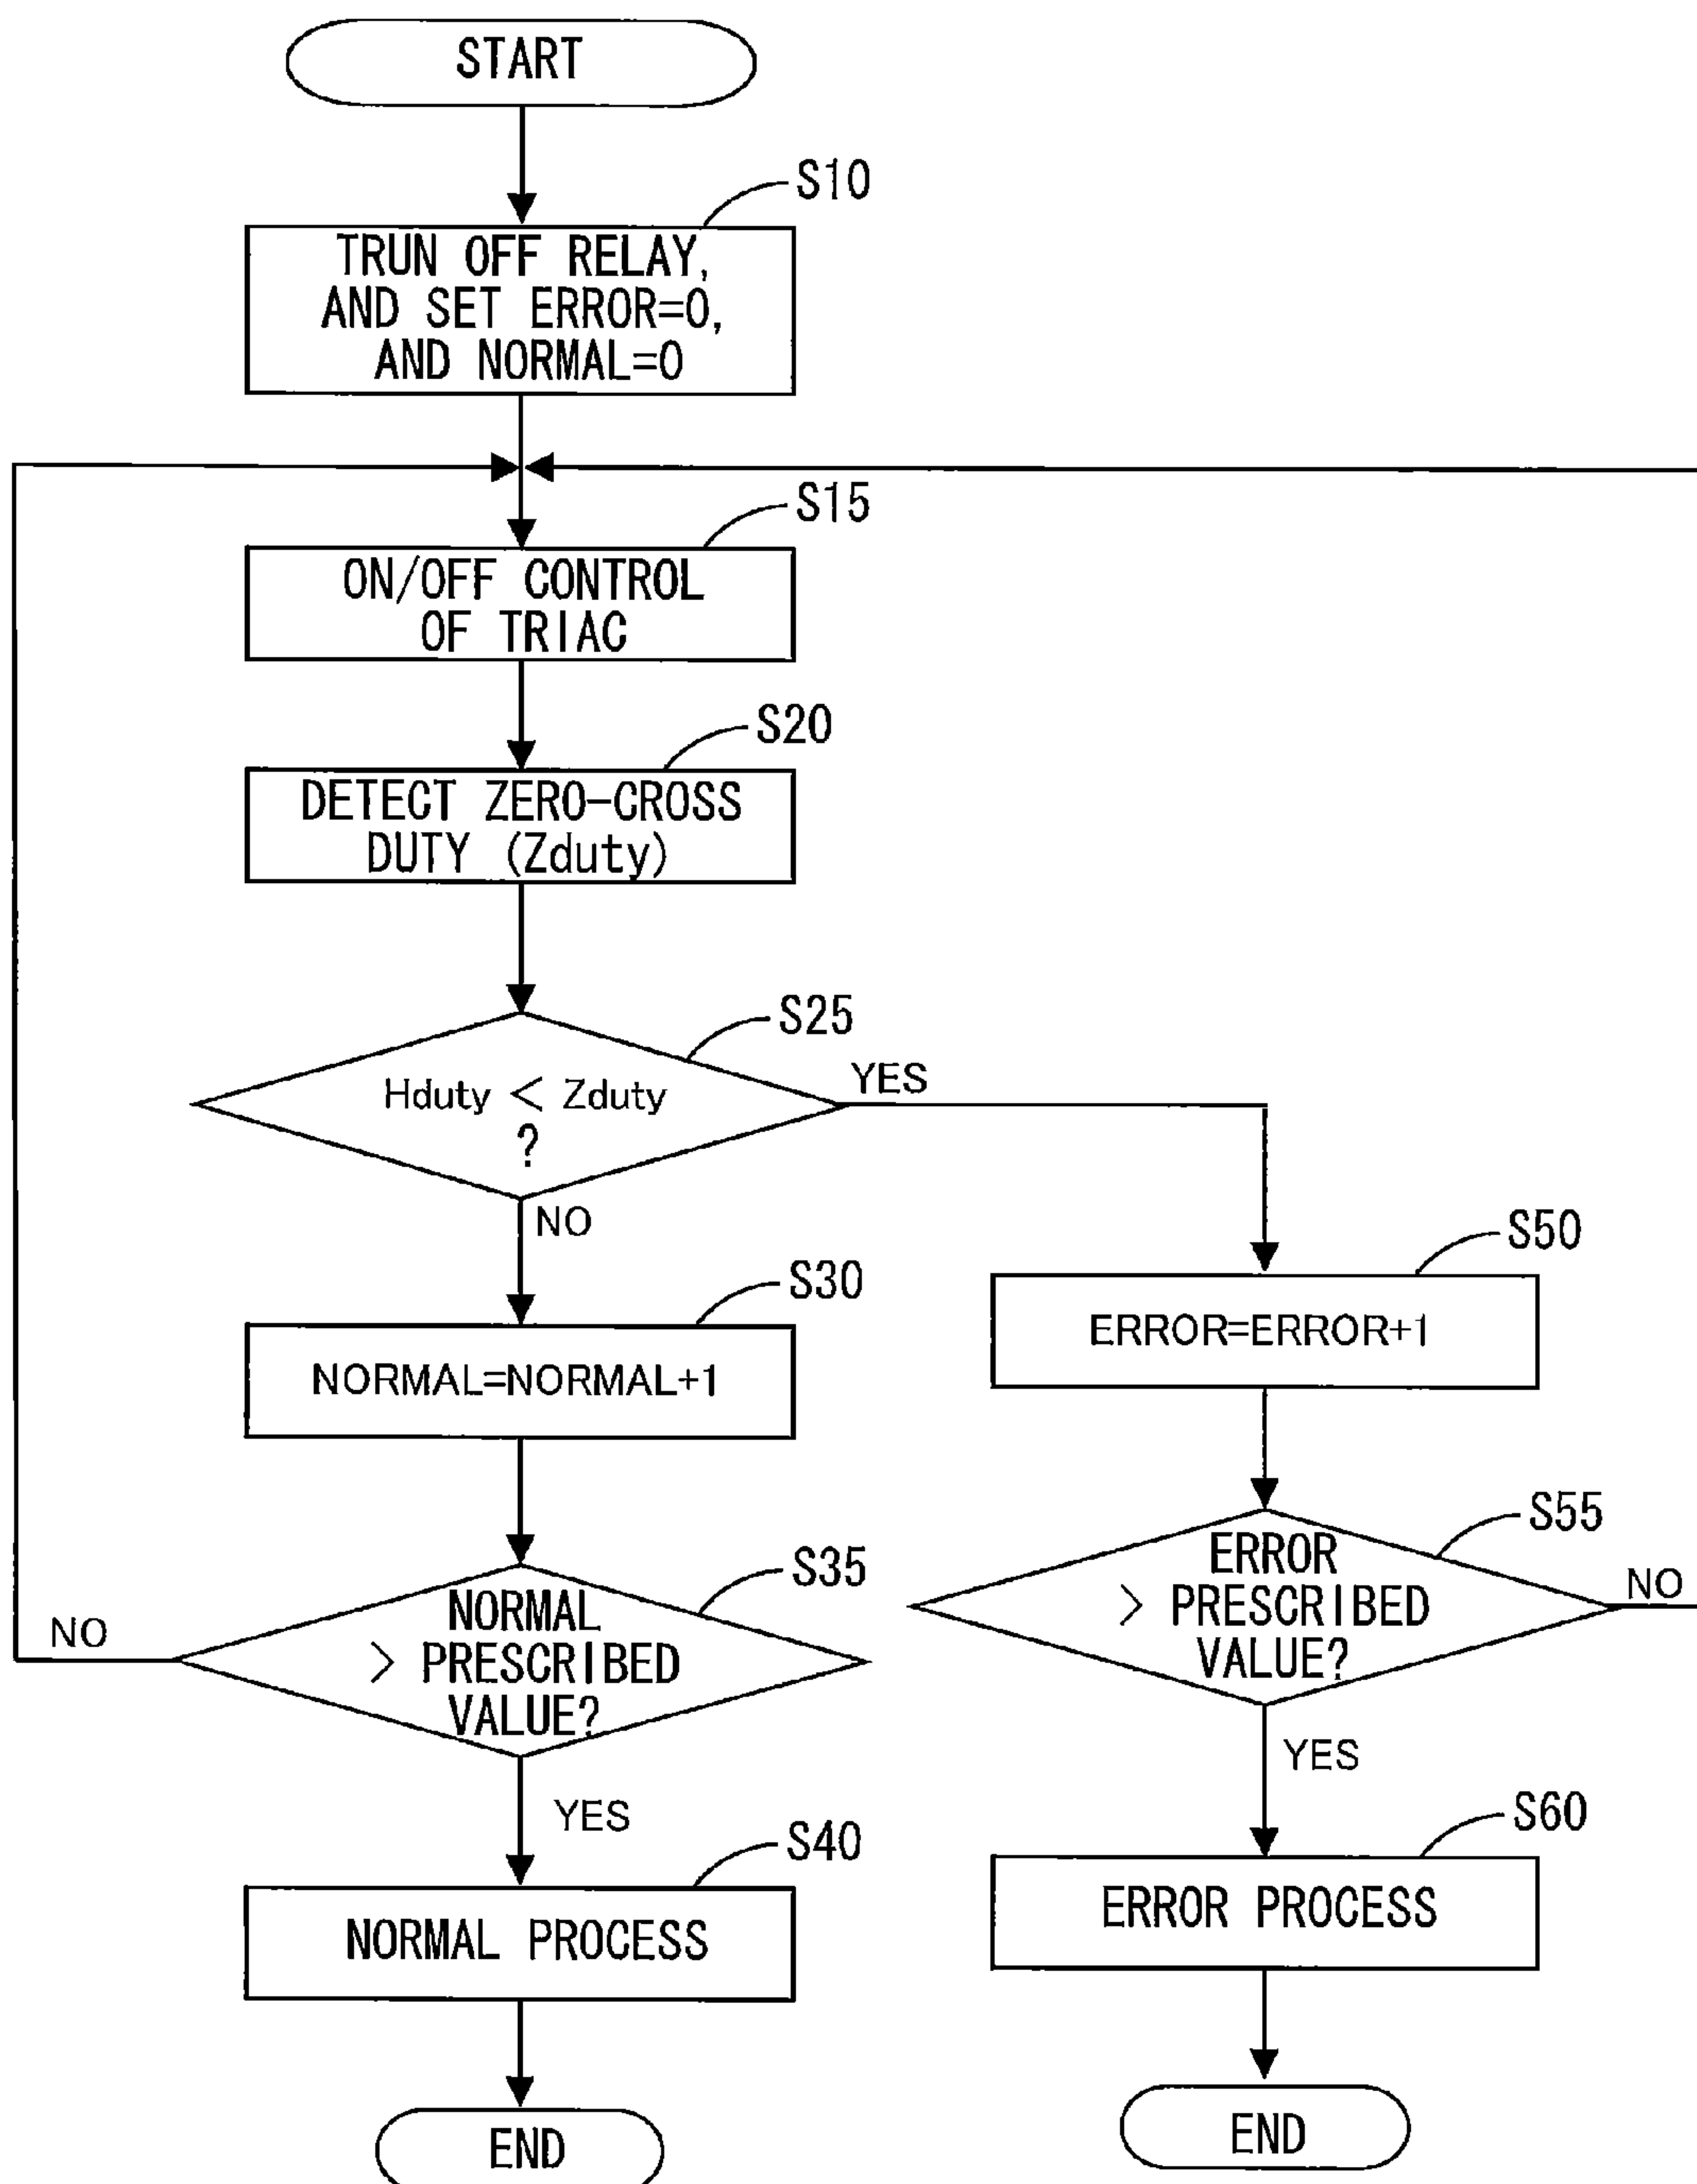 START
S10
TRUN OFF RELAY,
AND SET ERROR=0,
AND NORMAL=0
S15
ON/OFF CONTROL
OF TRIAC
S20
DETECT ZERO-CROSS
DUTY (Zduty)
S25
Hduty < Zduty
?
YES
NO
S30
NORMAL=NORMAL+1
S50
ERROR=ERROR+1
S35
NORMAL
> PRESCRIBED
VALUE?
NO
YES
S55
ERROR
> PRESCRIBED
VALUE?
NO
YES
S40
NORMAL PROCESS
S60
ERROR PROCESS
END
END